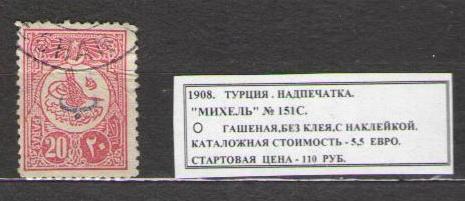 1908. ТУРЦИЯ . НАДПЕЧАТКА.
"МИХЕЛЬ" № 151С.
О ГАШЕНАЯ,БЕЗ КЛЕЯ,С НАКЛЕЙКОЙ.
КАТАЛОЖНАЯ СТОИМОСТЬ - 5,5 ЕВРО.
СТАРТОВАЯ ЦЕНА - 110 РУБ.
20 ٢٠